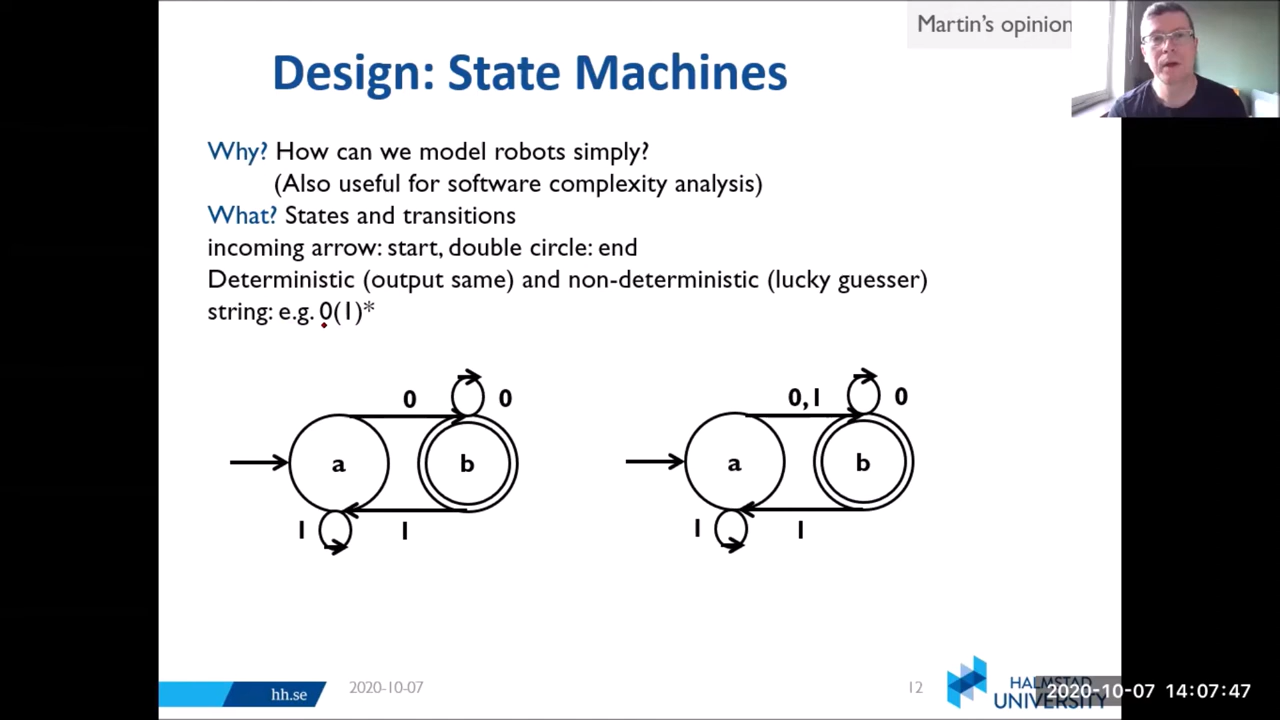 Martin's opinion
Design: State Machines
Why? How can we model robots simply?
(Also useful for software complexity analysis)
What? States and transitions
incoming arrow: start, double circle: end
Deterministic (output same) and non-deterministic (lucky guesser)
string: e.g. 0(1)*
0 0 0,1 0
a b a b
1 1 1 1
hh.se 2020-10-07 12 HALMSTAD UNIVERSITY
2020-10-07 14:07:47